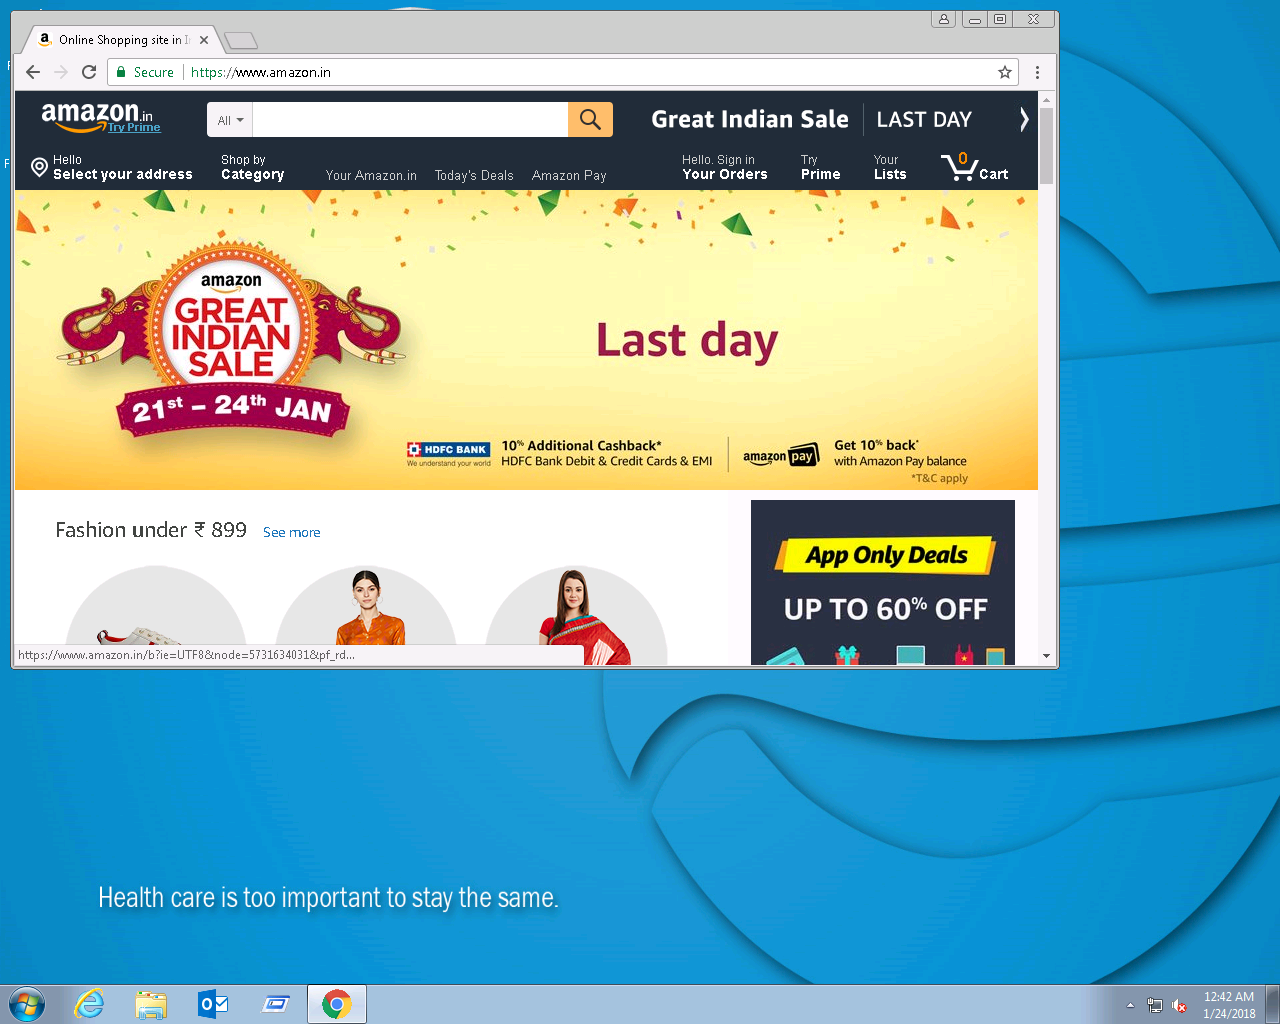 Online Shopping site in I
Secure
https://www.amazon.in
amazon.in
Try Prime
All
Great Indian Sale
LAST DAY
Hello
Select your address
Shop by
Category
Your Amazon.in
Today's Deals
Amazon Pay
Hello. Sign in
Your Orders
Try
Prime
Your
Lists
0
Cart
amazon
GREAT
INDIAN
SALE
21st – 24th JAN
Last day
HDFC BANK
We understand your world
10% Additional Cashback*
HDFC Bank Debit & Credit Cards & EMI
amazon pay
Get 10% back*
with Amazon Pay balance
*T&C apply
Fashion under ₹ 899
See more
App Only Deals
UP TO 60% OFF
https://www.amazon.in/b?ie=UTF8&node=5731634031&pf_rd...
Health care is too important to stay the same.
12:42 AM
1/24/2018